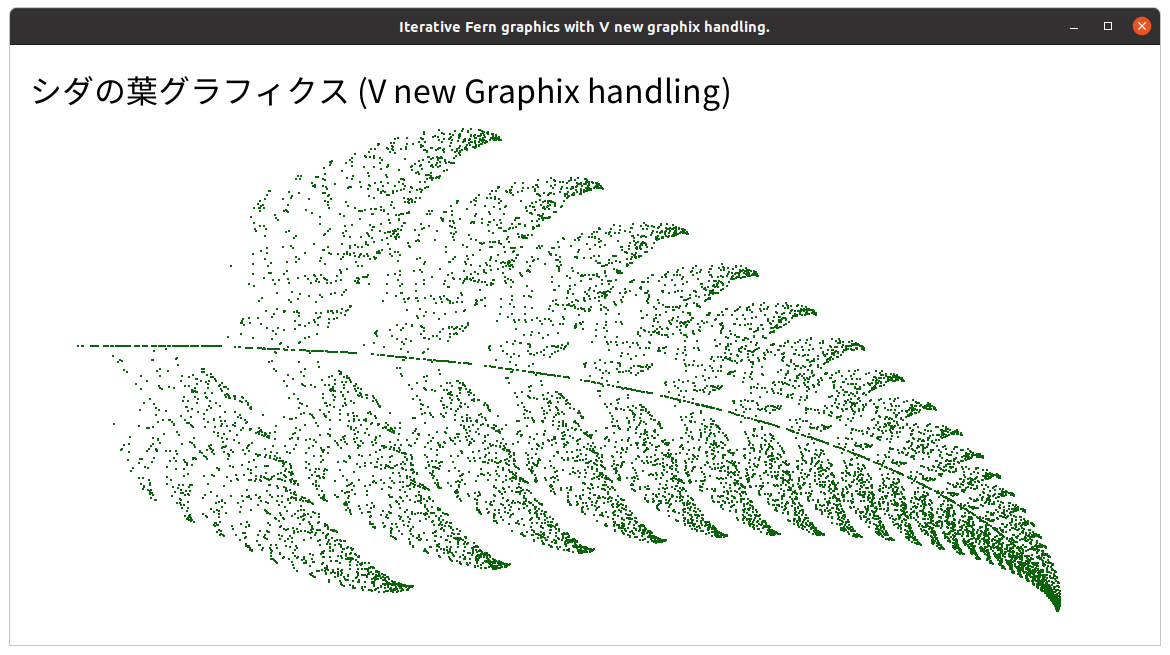 Iterative Fern graphics with V new graphix handling.
シダの葉グラフィクス (V new Graphix handling)